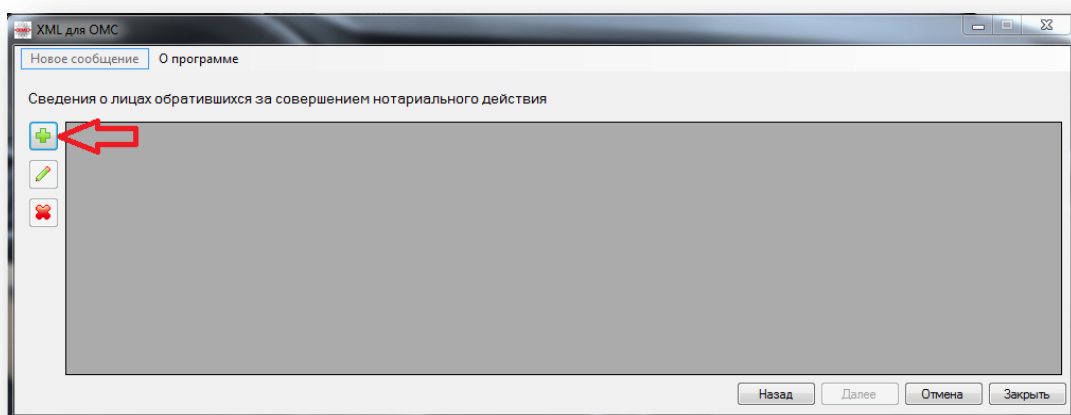 XML для ОМС
Новое сообщение О программе
Сведения о лицах обратившихся за совершением нотариального действия
Назад Далее Отмена Закрыть